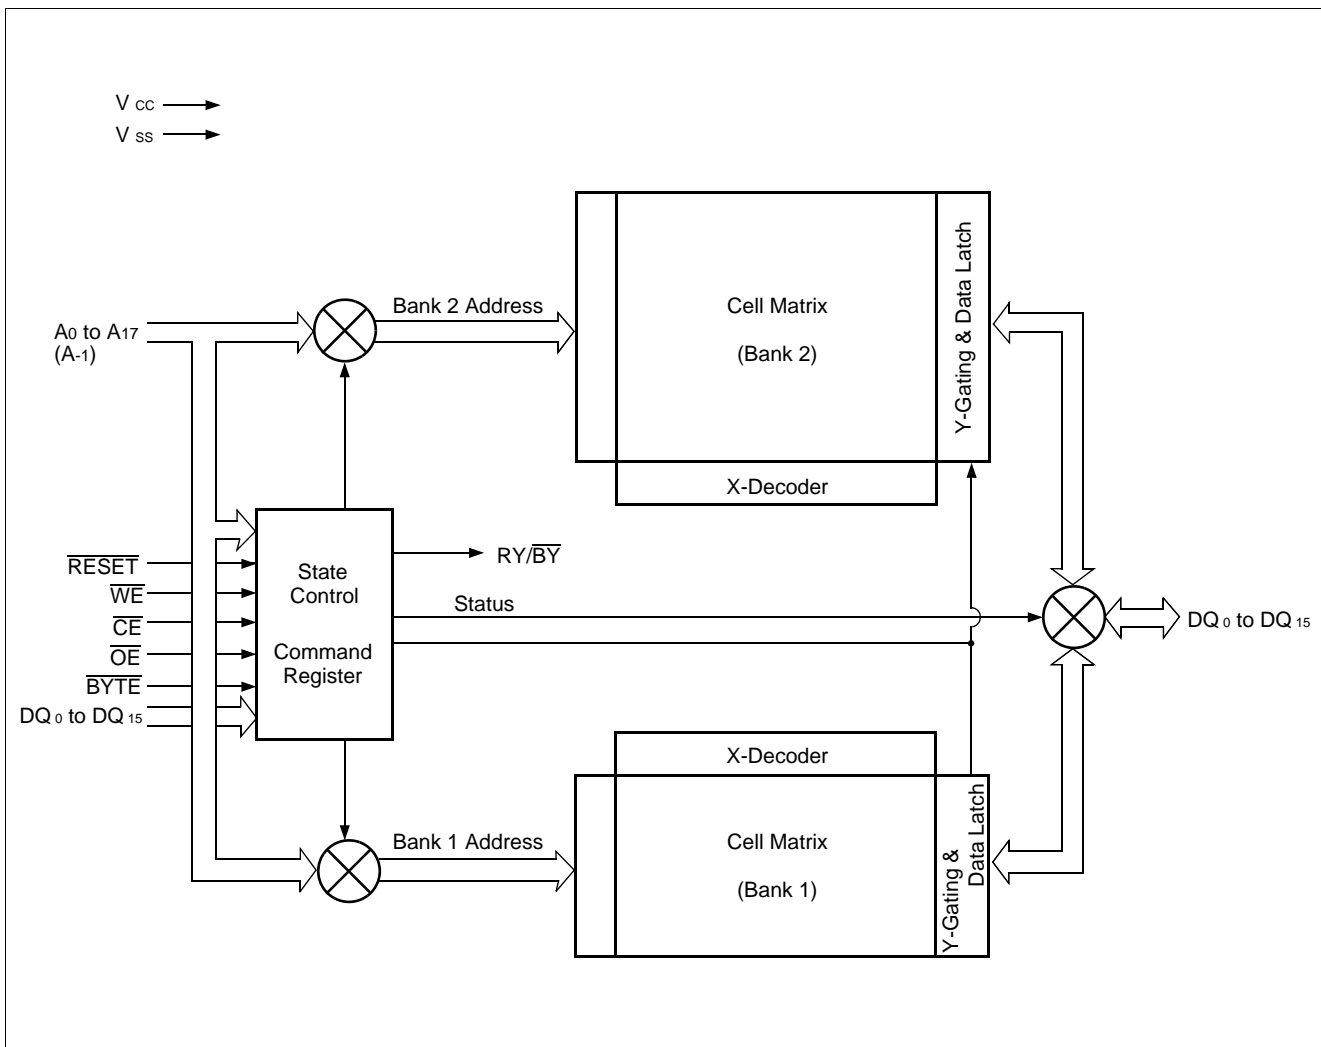 V CC
V SS
Bank 2 Address
A0 to A17
(A-1)
Cell Matrix
(Bank 2)
Y-Gating & Data Latch
X-Decoder
RESET
WE
CE
OE
BYTE
DQ 0 to DQ 15
State
Control
Command
Register
RY/BY
Status
DQ 0 to DQ 15
X-Decoder
Bank 1 Address
Cell Matrix
(Bank 1)
Y-Gating &
Data Latch